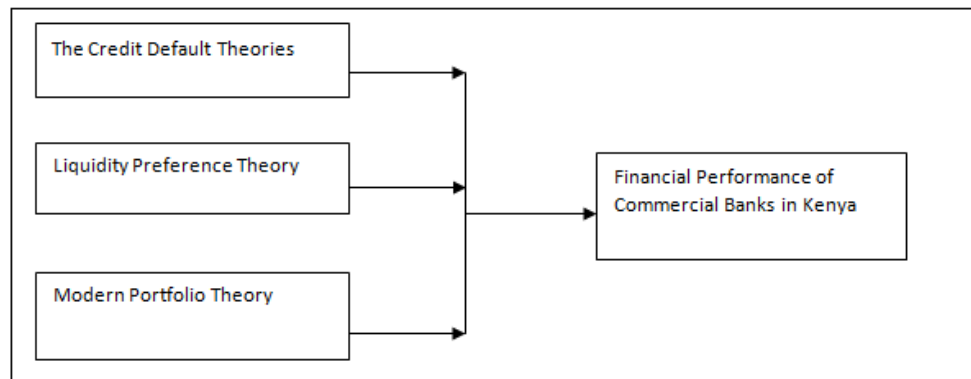 The Credit Default Theories
Liquidity Preference Theory
Financial Performance of
Commercial Banks in Kenya
Modern Portfolio Theory